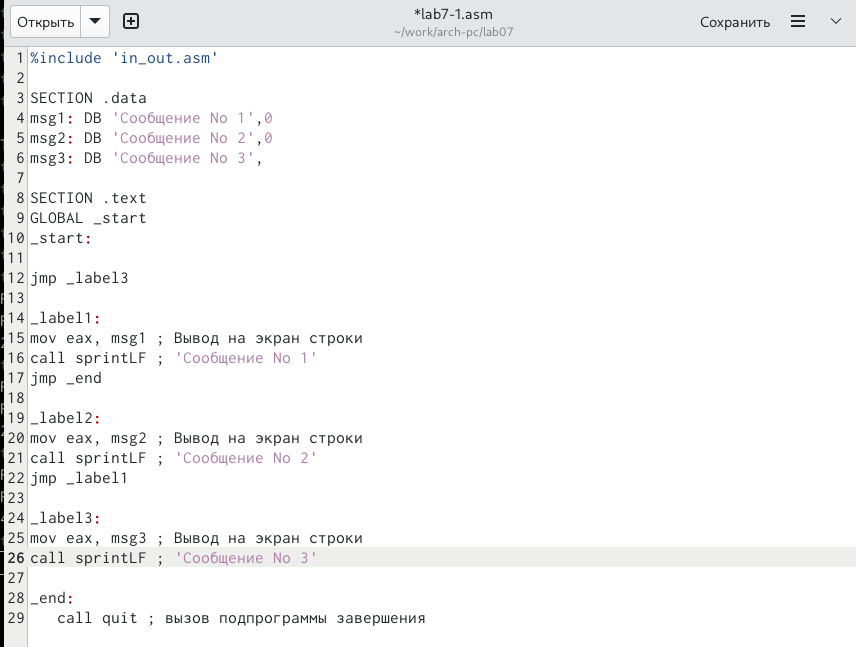 Открыть
*lab7-1.asm
~/work/arch-pc/lab07
Сохранить
1 %include 'in_out.asm'
2
3 SECTION .data
4 msg1: DB 'Сообщение No 1',0
5 msg2: DB 'Сообщение No 2',0
6 msg3: DB 'Сообщение No 3',
7
8 SECTION .text
9 GLOBAL _start
10 _start:
11
12 jmp _label3
13
14 _label1:
15 mov eax, msg1 ; Вывод на экран строки
16 call sprintLF ; 'Сообщение No 1'
17 jmp _end
18
19 _label2:
20 mov eax, msg2 ; Вывод на экран строки
21 call sprintLF ; 'Сообщение No 2'
22 jmp _label1
23
24 _label3:
25 mov eax, msg3 ; Вывод на экран строки
26 call sprintLF ; 'Сообщение No 3'
27
28 _end:
29    call quit ; вызов подпрограммы завершения